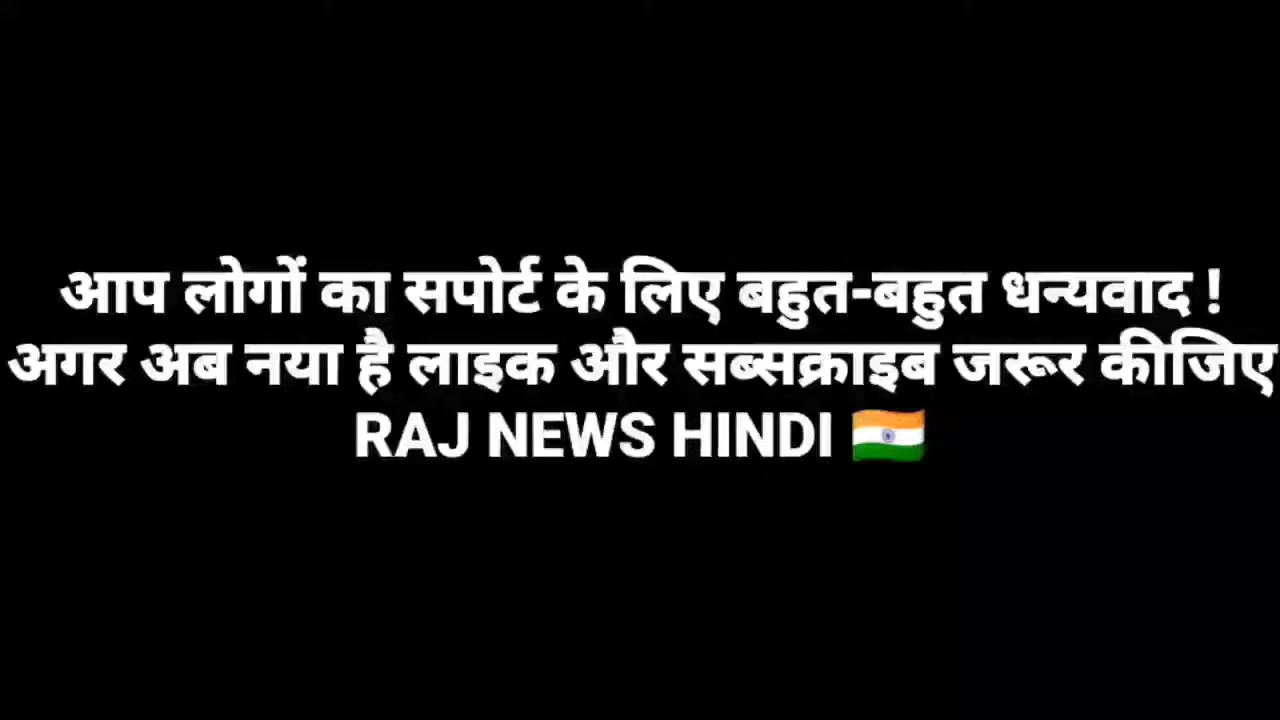 आप लोगों का सपोर्ट के लिए बहुत-बहुत धन्यवाद !
अगर अब नया है लाइक और सब्सक्राइब जरूर कीजिए
RAJ NEWS HINDI 🇮🇳